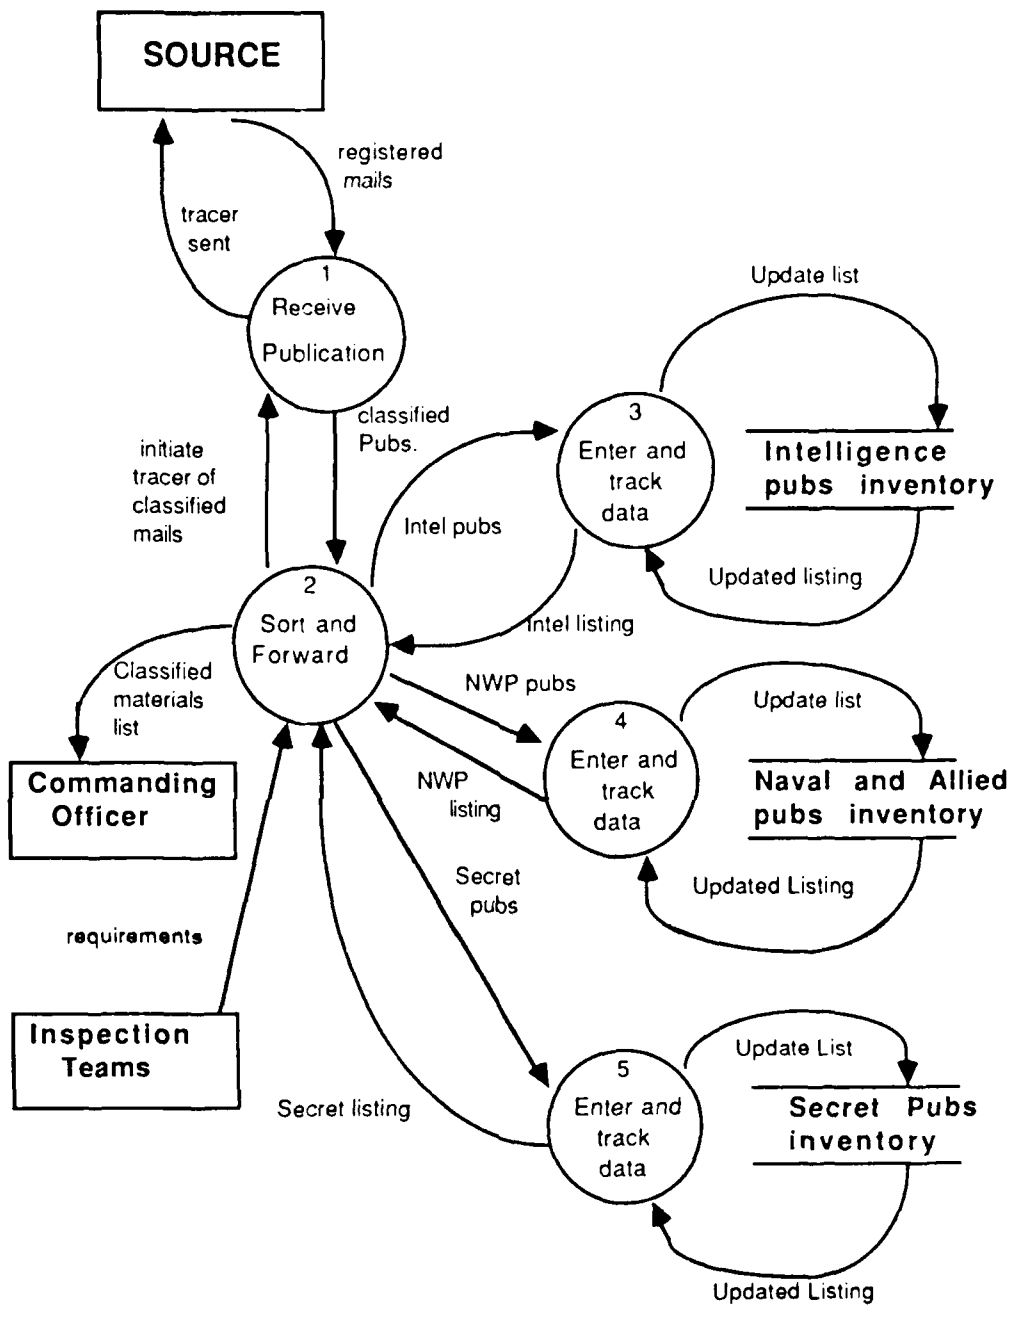 SOURCE
registered
mails
tracer
sent
1
Receive
Publication
Update list
classified
Pubs.
3
Enter and
track
data
Intelligence
pubs inventory
initiate
tracer of
classified
mails
Intel pubs
Updated listing
2
Sort and
Forward
Intel listing
Classified
materials
list
NWP pubs
4
Enter and
track
data
Update list
Naval and Allied
pubs inventory
Commanding
Officer
NWP
listing
Updated Listing
Secret
pubs
requirements
Inspection
Teams
Secret listing
5
Enter and
track
data
Update List
Secret Pubs
inventory
Updated Listing